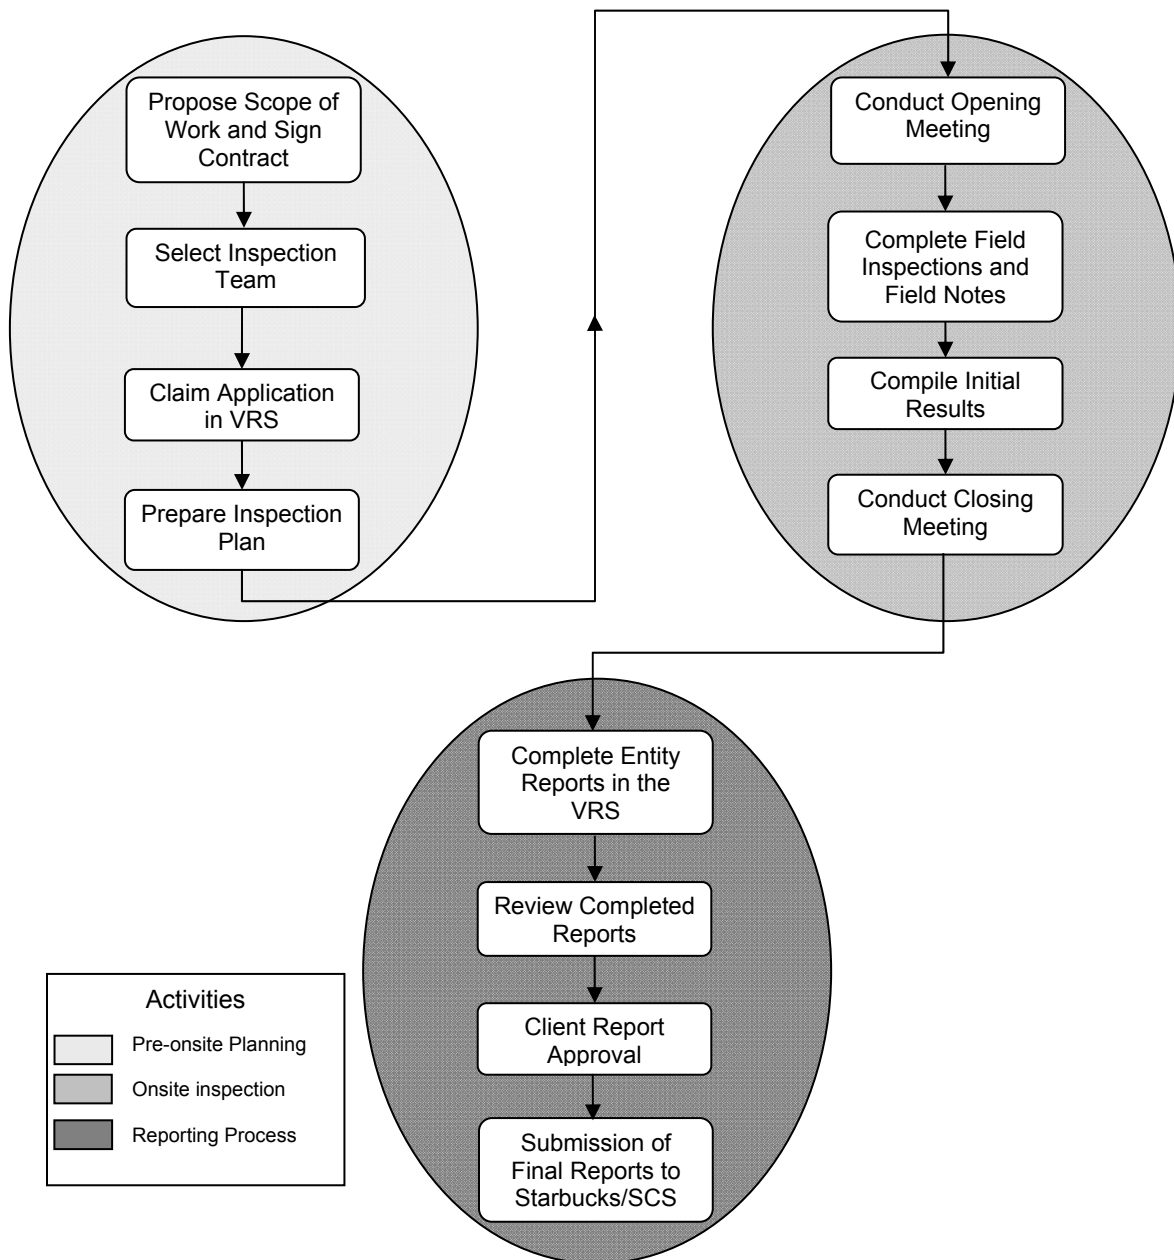 Propose Scope of
Work and Sign
Contract
Select Inspection
Team
Claim Application
in VRS
Prepare Inspection
Plan
Conduct Opening
Meeting
Complete Field
Inspections and
Field Notes
Compile Initial
Results
Conduct Closing
Meeting
Complete Entity
Reports in the
VRS
Review Completed
Reports
Client Report
Approval
Submission of
Final Reports to
Starbucks/SCS
Activities
Pre-onsite Planning
Onsite inspection
Reporting Process